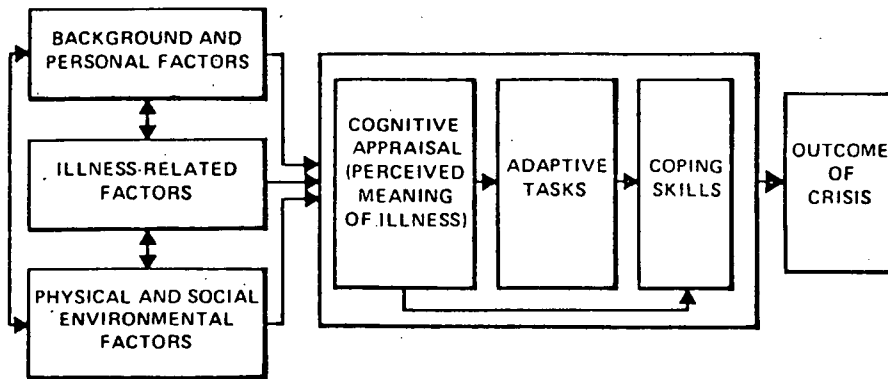 BACKGROUND AND
PERSONAL FACTORS
ILLNESS-RELATED
FACTORS
PHYSICAL AND SOCIAL
ENVIRONMENTAL
FACTORS
COGNITIVE
APPRAISAL
(PERCEIVED
MEANING
OF ILLNESS)
ADAPTIVE
TASKS
COPING
SKILLS
OUTCOME
OF
CRISIS